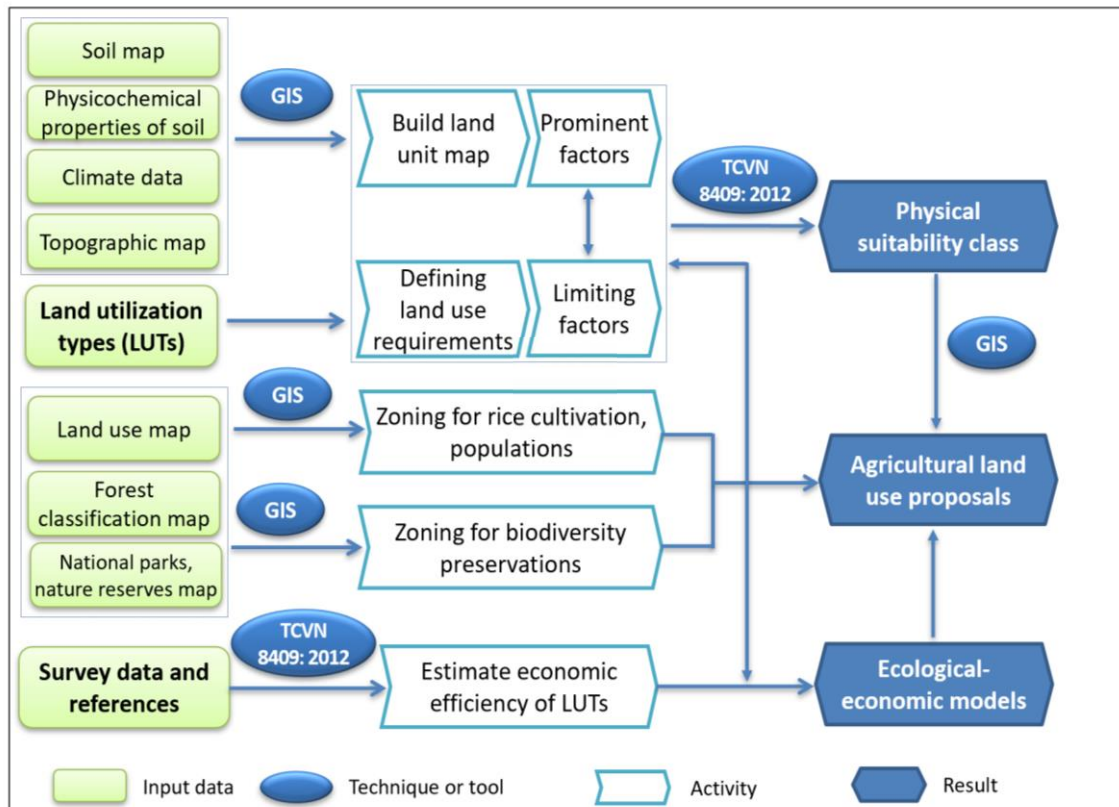 Soil map
Physicochemical
properties of soil
Climate data
Topographic map
GIS
Build land
unit map
Prominent
factors
TCVN
8409: 2012
Physical
suitability class
Land utilization
types (LUTs)
Defining
land use
requirements
Limiting
factors
GIS
Land use map
GIS
Zoning for rice cultivation,
populations
Forest
classification map
GIS
National parks,
nature reserves map
Zoning for biodiversity
preservations
Agricultural land
use proposals
Survey data and
references
TCVN
8409: 2012
Estimate economic
efficiency of LUTs
Ecological-
economic models
Input data
Technique or tool
Activity
Result